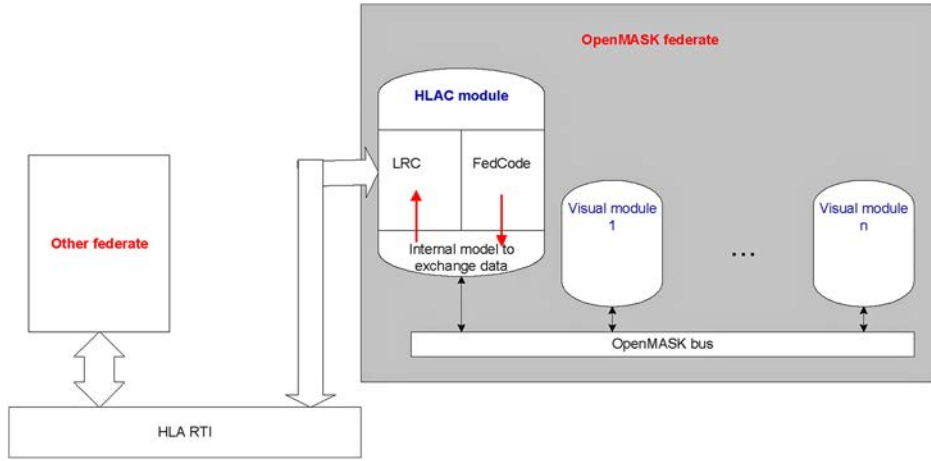 OpenMASK federate
HLAC module
LRC
FedCode
Internal model to
exchange data
Visual module
1
...
Visual module
n
OpenMASK bus
Other federate
HLA RTI